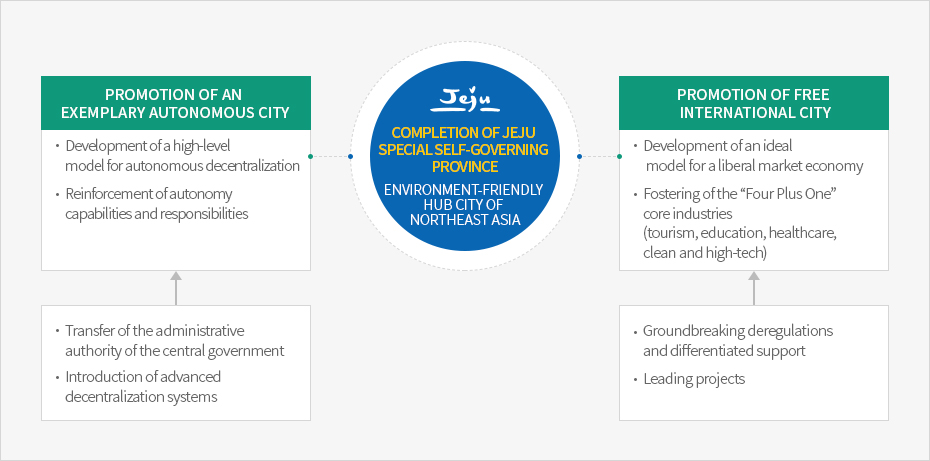 PROMOTION OF AN
EXEMPLARY AUTONOMOUS CITY
• Development of a high-level
model for autonomous decentralization
• Reinforcement of autonomy
capabilities and responsibilities
• Transfer of the administrative
authority of the central government
• Introduction of advanced
decentralization systems
Jeju
COMPLETION OF JEJU
SPECIAL SELF-GOVERNING
PROVINCE
ENVIRONMENT-FRIENDLY
HUB CITY OF
NORTHEAST ASIA
PROMOTION OF FREE
INTERNATIONAL CITY
• Development of an ideal
model for a liberal market economy
• Fostering of the “Four Plus One”
core industries
(tourism, education, healthcare,
clean and high-tech)
• Groundbreaking deregulations
and differentiated support
• Leading projects